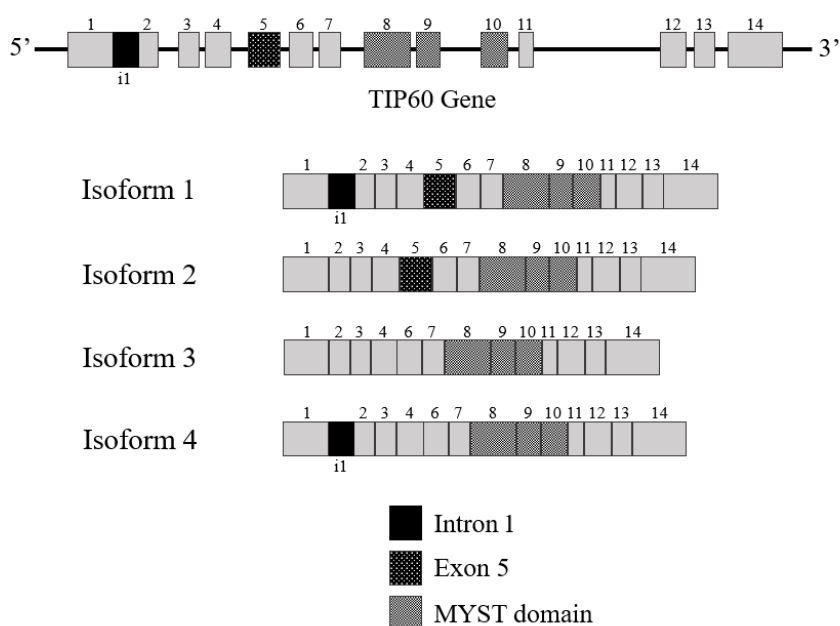 1 2 3 4 5 6 7 8 9 10 11 12 13 14
5’ 3’
i1
TIP60 Gene
1 2 3 4 5 6 7 8 9 10 11 12 13 14
Isoform 1
i1
1 2 3 4 5 6 7 8 9 10 11 12 13 14
Isoform 2
1 2 3 4 6 7 8 9 10 11 12 13 14
Isoform 3
1 2 3 4 6 7 8 9 10 11 12 13 14
Isoform 4
i1
Intron 1
Exon 5
MYST domain